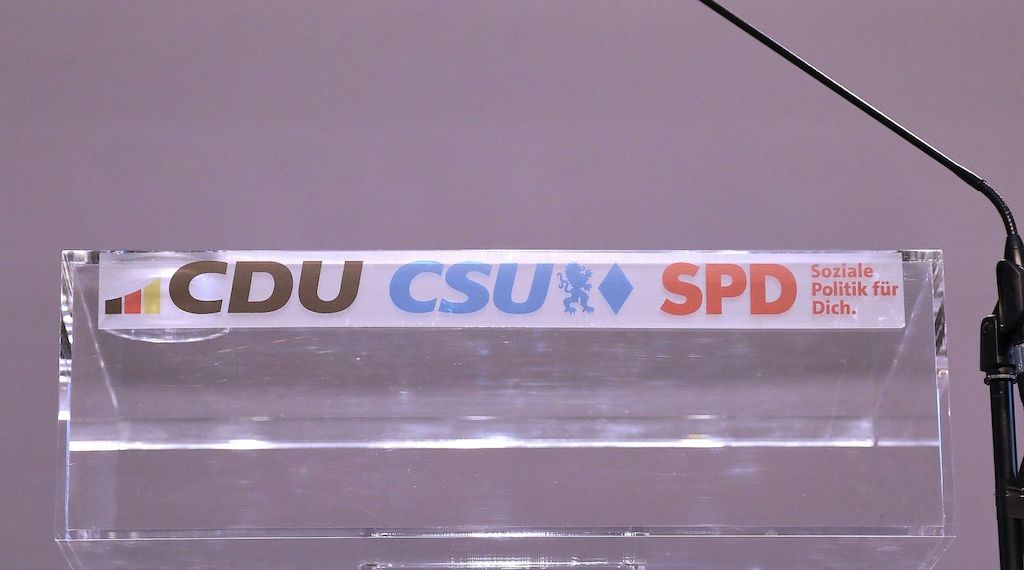 CDU CSU SPD Soziale
Politik für
Dich.